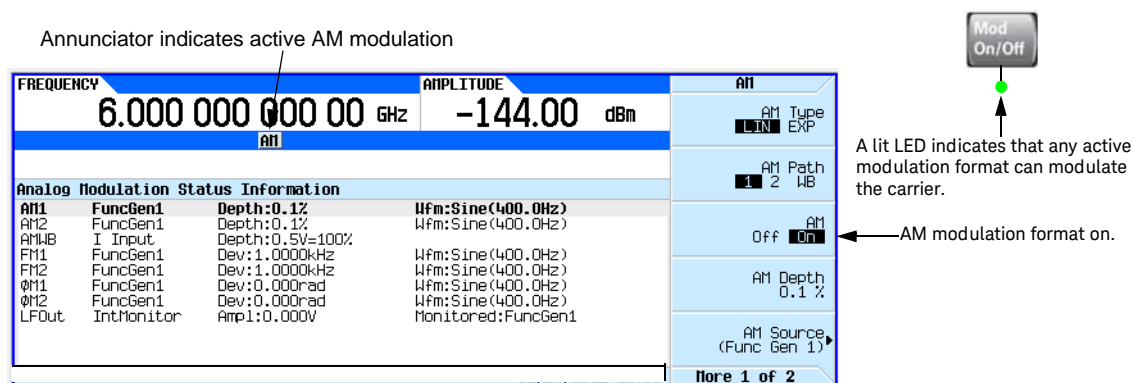 Annunciator indicates active AM modulation
Mod
On/Off
A lit LED indicates that any active
modulation format can modulate
the carrier.
FREQUENCY
AMPLITUDE
6.000 000 000 00 GHz
-144.00 dBm
AM
Analog Modulation Status Information
AM1 FuncGen1 Depth:0.1% Wfm:Sine(400.0Hz)
AM2 FuncGen1 Depth:0.1% Wfm:Sine(400.0Hz)
AMWB I Input Depth:0.5V=100%
FM1 FuncGen1 Dev:1.0000kHz Wfm:Sine(400.0Hz)
FM2 FuncGen1 Dev:1.0000kHz Wfm:Sine(400.0Hz)
ΦM1 FuncGen1 Dev:0.000rad Wfm:Sine(400.0Hz)
ΦM2 FuncGen1 Dev:0.000rad Wfm:Sine(400.0Hz)
LFOut IntMonitor Ampl:0.000V Monitored:FuncGen1
AM
AM Type
LIN EXP
AM Path
1 2 WB
AM
Off On
AM modulation format on.
AM Depth
0.1 %
AM Source
(Func Gen 1)
More 1 of 2